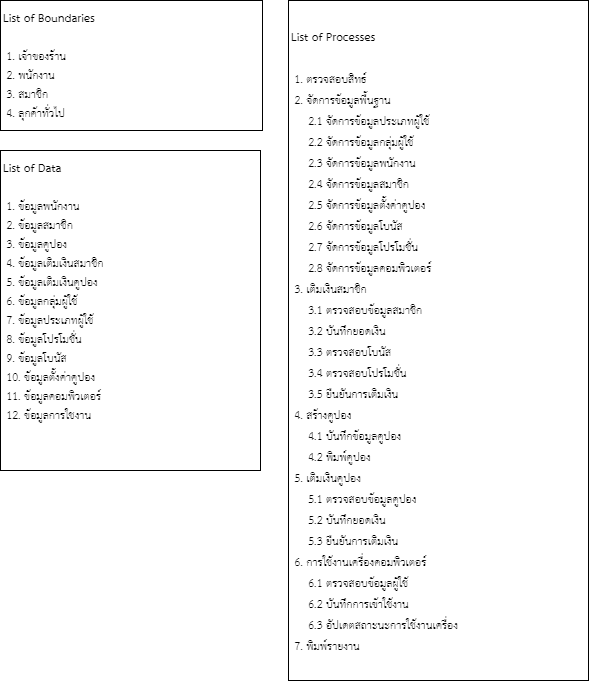 List of Boundaries
1. เจ้าของร้าน
2. พนักงาน
3. สมาชิก
4. ลูกค้าทั่วไป
List of Data
1. ข้อมูลพนักงาน
2. ข้อมูลสมาชิก
3. ข้อมูลคูปอง
4. ข้อมูลเติมเงินสมาชิก
5. ข้อมูลเติมเงินคูปอง
6. ข้อมูลกลุ่มผู้ใช้
7. ข้อมูลประเภทผู้ใช้
8. ข้อมูลโปรโมชั่น
9. ข้อมูลโบนัส
10. ข้อมูลตั้งค่าคูปอง
11. ข้อมูลคอมพิวเตอร์
12. ข้อมูลการใช้งาน
List of Processes
1. ตรวจสอบสิทธ์
2. จัดการข้อมูลพื้นฐาน
2.1 จัดการข้อมูลประเภทผู้ใช้
2.2 จัดการข้อมูลกลุ่มผู้ใช้
2.3 จัดการข้อมูลพนักงาน
2.4 จัดการข้อมูลสมาชิก
2.5 จัดการข้อมูลตั้งค่าคูปอง
2.6 จัดการข้อมูลโบนัส
2.7 จัดการข้อมูลโปรโมชั่น
2.8 จัดการข้อมูลคอมพิวเตอร์
3. เติมเงินสมาชิก
3.1 ตรวจสอบข้อมูลสมาชิก
3.2 บันทึกยอดเงิน
3.3 ตรวจสอบโบนัส
3.4 ตรวจสอบโปรโมชั่น
3.5 ยืนยันการเติมเงิน
4. สร้างคูปอง
4.1 บันทึกข้อมูลคูปอง
4.2 พิมพ์คูปอง
5. เติมเงินคูปอง
5.1 ตรวจสอบข้อมูลคูปอง
5.2 บันทึกยอดเงิน
5.3 ยืนยันการเติมเงิน
6. การใช้งานเครื่องคอมพิวเตอร์
6.1 ตรวจสอบข้อมูลผู้ใช้
6.2 บันทึกการเข้าใช้งาน
6.3 อัปเดตสถาะนะการใช้งานเครื่อง
7. พิมพ์รายงาน